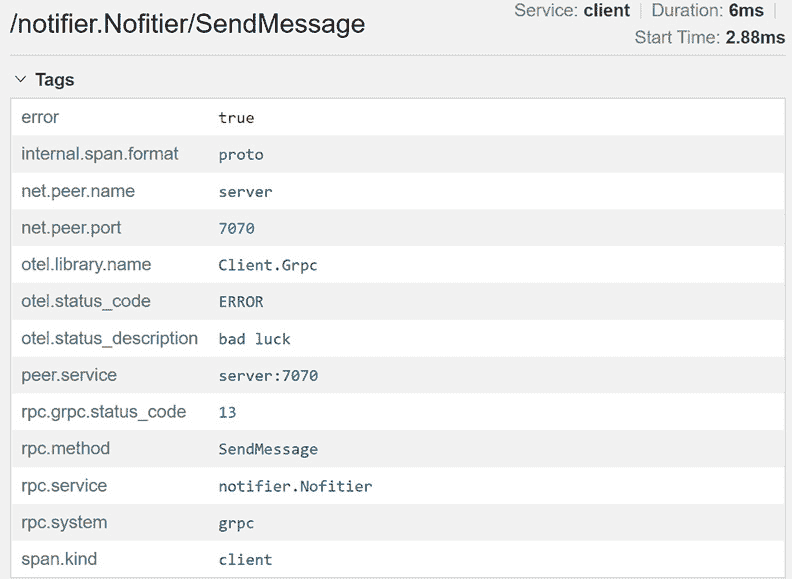 /notifier.Nofitier/SendMessage
Service: client | Duration: 6ms |
Start Time: 2.88ms
Tags
error true
internal.span.format proto
net.peer.name server
net.peer.port 7070
otel.library.name Client.Grpc
otel.status_code ERROR
otel.status_description bad luck
peer.service server:7070
rpc.grpc.status_code 13
rpc.method SendMessage
rpc.service notifier.Nofitier
rpc.system grpc
span.kind client